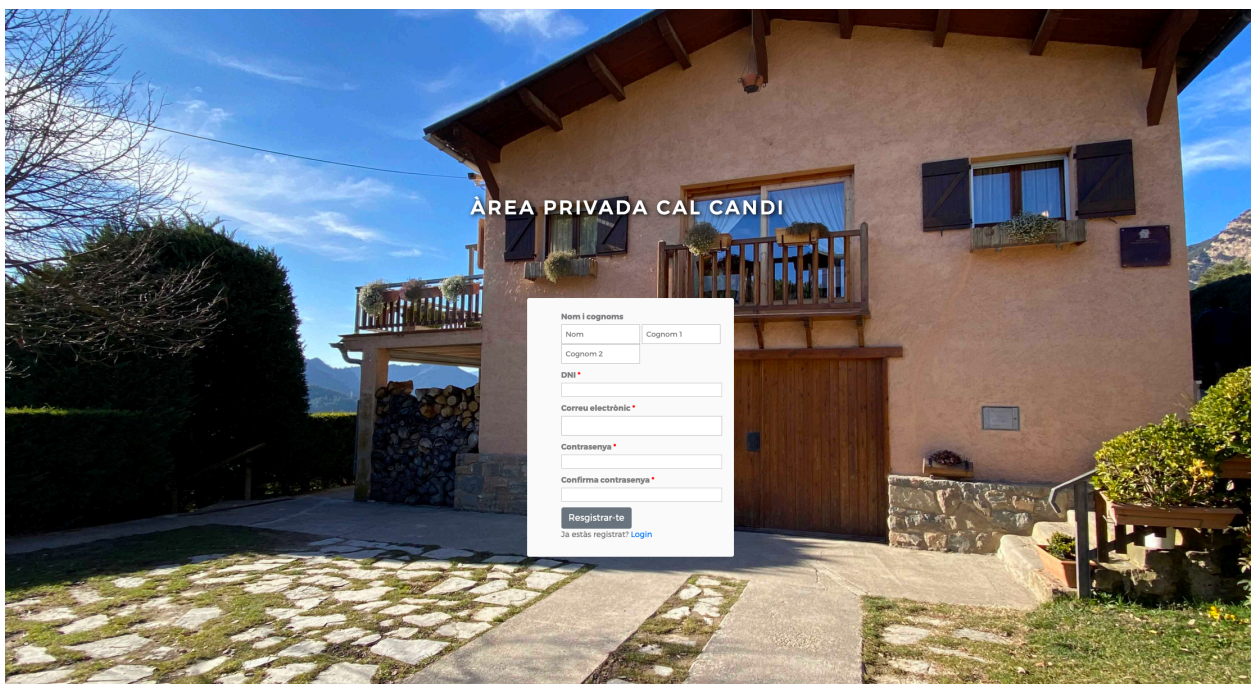 ÀREA PRIVADA CAL CANDI
Nom i cognoms
Nom Cognom 1
Cognom 2
DNI *
Correu electrònic *
Contrasenya *
Confirma contrasenya *
Resgistrar-te
Ja estàs registrat? Login